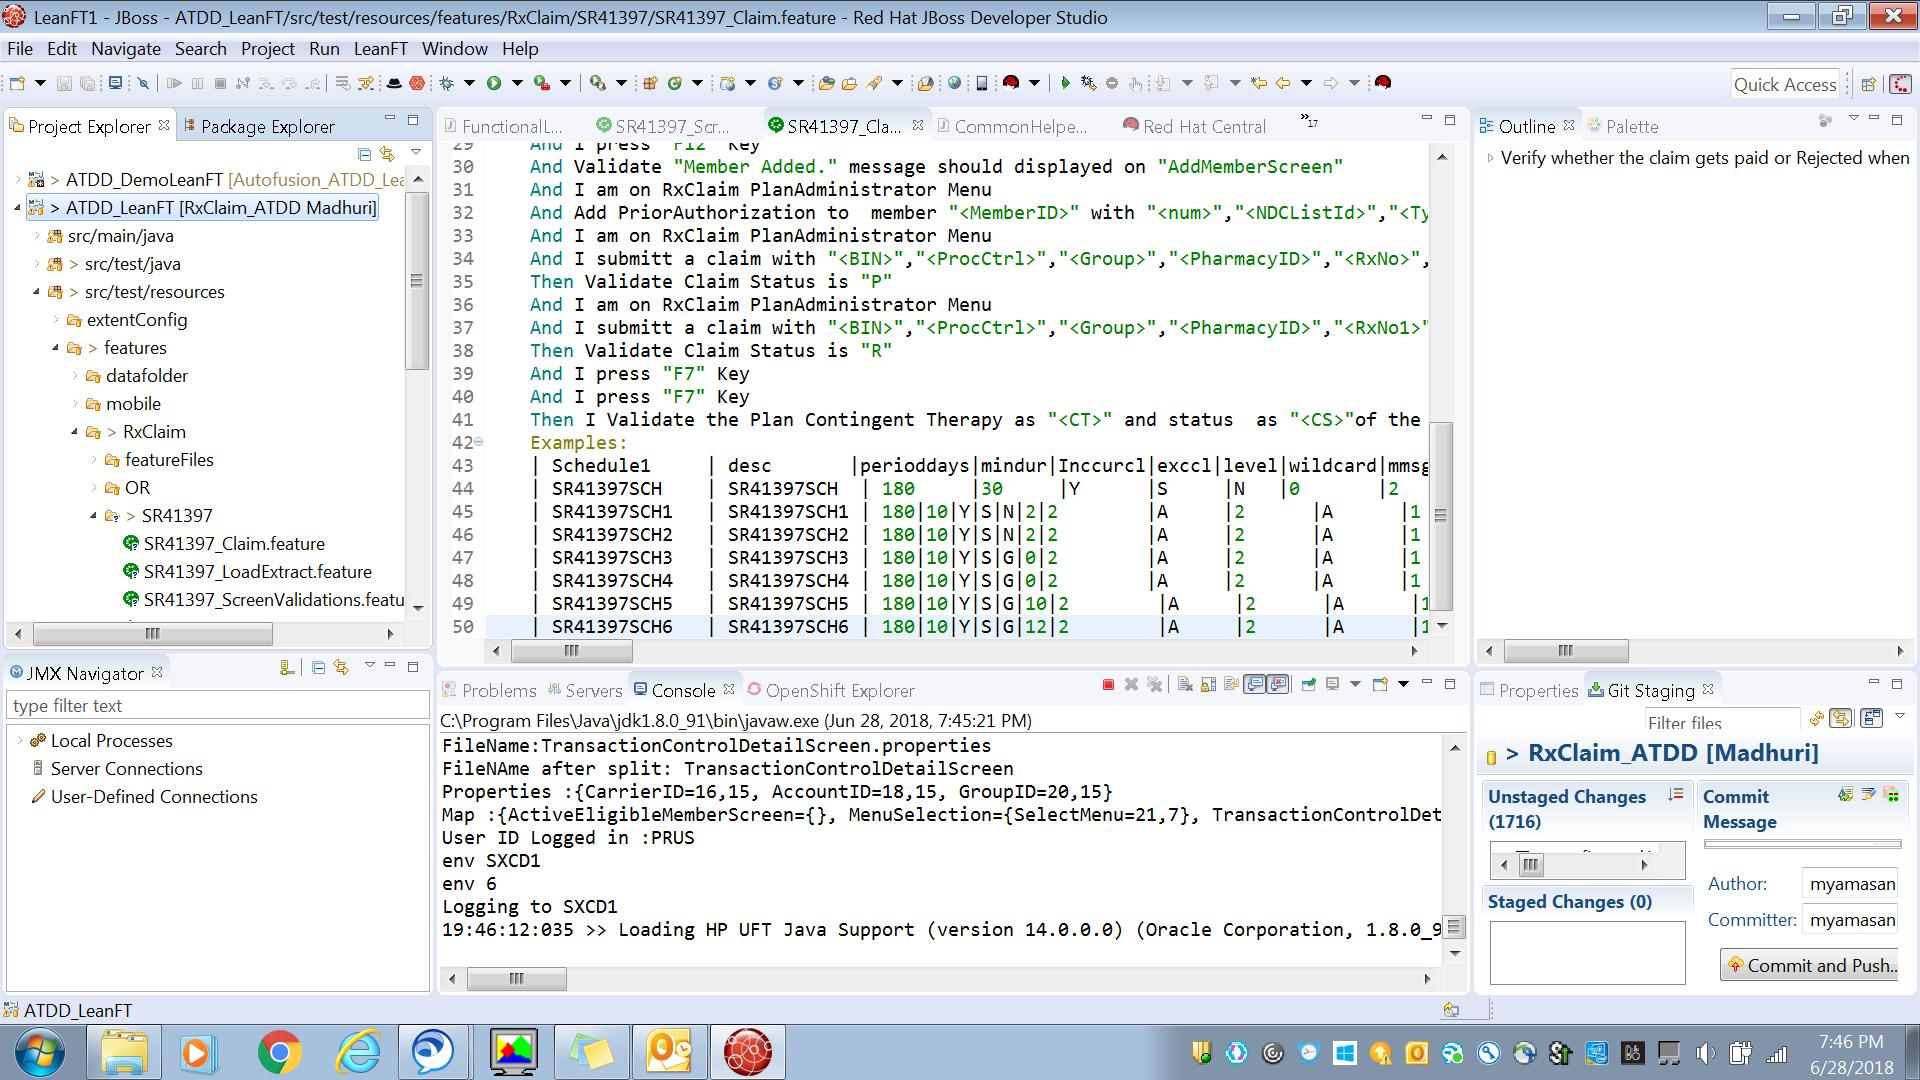 LeanFT1 - JBoss - ATDD_LeanFT/src/test/resources/features/RxClaim/SR41397/SR41397_Claim.feature - Red Hat JBoss Developer Studio
File Edit Navigate Search Project Run LeanFT Window Help
Quick Access
Project Explorer
Package Explorer
> ATDD_DemoLeanFT [Autofusion_ATDD_Lea
> ATDD_LeanFT [RxClaim_ATDD Madhuri]
src/main/java
> src/test/java
> src/test/resources
extentConfig
> features
datafolder
mobile
> RxClaim
featureFiles
OR
> SR41397
SR41397_Claim.feature
SR41397_LoadExtract.feature
SR41397_ScreenValidations.featu
JMX Navigator
type filter text
Local Processes
Server Connections
User-Defined Connections
FunctionalL... SR41397_Scr... SR41397_Cla... CommonHelpe... Red Hat Central »17
29 And I press "F12" Key
30 And Validate "Member Added." message should displayed on "AddMemberScreen"
31 And I am on RxClaim PlanAdministrator Menu
32 And Add PriorAuthorization to  member "<MemberID>" with "<num>","<NDCListId>","<Ty
33 And I am on RxClaim PlanAdministrator Menu
34 And I submitt a claim with "<BIN>","<ProcCtrl>","<Group>","<PharmacyID>","<RxNo>",
35 Then Validate Claim Status is "P"
36 And I am on RxClaim PlanAdministrator Menu
37 And I submitt a claim with "<BIN>","<ProcCtrl>","<Group>","<PharmacyID>","<RxNo1>"
38 Then Validate Claim Status is "R"
39 And I press "F7" Key
40 And I press "F7" Key
41 Then I Validate the Plan Contingent Therapy as "<CT>" and status  as "<CS>"of the
42 Examples:
43 | Schedule1 | desc |perioddays|mindur|Inccurcl|exccl|level|wildcard|mmsg
44 | SR41397SCH | SR41397SCH | 180 |30 |Y |S |N |0 |2
45 | SR41397SCH1 | SR41397SCH1 | 180|10|Y|S|N|2|2 |A |2 |A |1
46 | SR41397SCH2 | SR41397SCH2 | 180|10|Y|S|N|2|2 |A |2 |A |1
47 | SR41397SCH3 | SR41397SCH3 | 180|10|Y|S|G|0|2 |A |2 |A |1
48 | SR41397SCH4 | SR41397SCH4 | 180|10|Y|S|G|0|2 |A |2 |A |1
49 | SR41397SCH5 | SR41397SCH5 | 180|10|Y|S|G|10|2 |A |2 |A |1
50 | SR41397SCH6 | SR41397SCH6 | 180|10|Y|S|G|12|2 |A |2 |A |1
Problems Servers Console OpenShift Explorer
C:\Program Files\Java\jdk1.8.0_91\bin\javaw.exe (Jun 28, 2018, 7:45:21 PM)
FileName:TransactionControlDetailScreen.properties
FileNAme after split: TransactionControlDetailScreen
Properties :{CarrierID=16,15, AccountID=18,15, GroupID=20,15}
Map :{ActiveEligibleMemberScreen={}, MenuSelection={SelectMenu=21,7}, TransactionControlDet
User ID Logged in :PRUS
env SXCD1
env 6
Logging to SXCD1
19:46:12:035 >> Loading HP UFT Java Support (version 14.0.0.0) (Oracle Corporation, 1.8.0_9
Outline Palette
Verify whether the claim gets paid or Rejected when
Properties Git Staging
Filter files
> RxClaim_ATDD [Madhuri]
Unstaged Changes (1716)
Staged Changes (0)
Commit Message
Author: myamasan
Committer: myamasan
Commit and Push...
ATDD_LeanFT
7:46 PM
6/28/2018